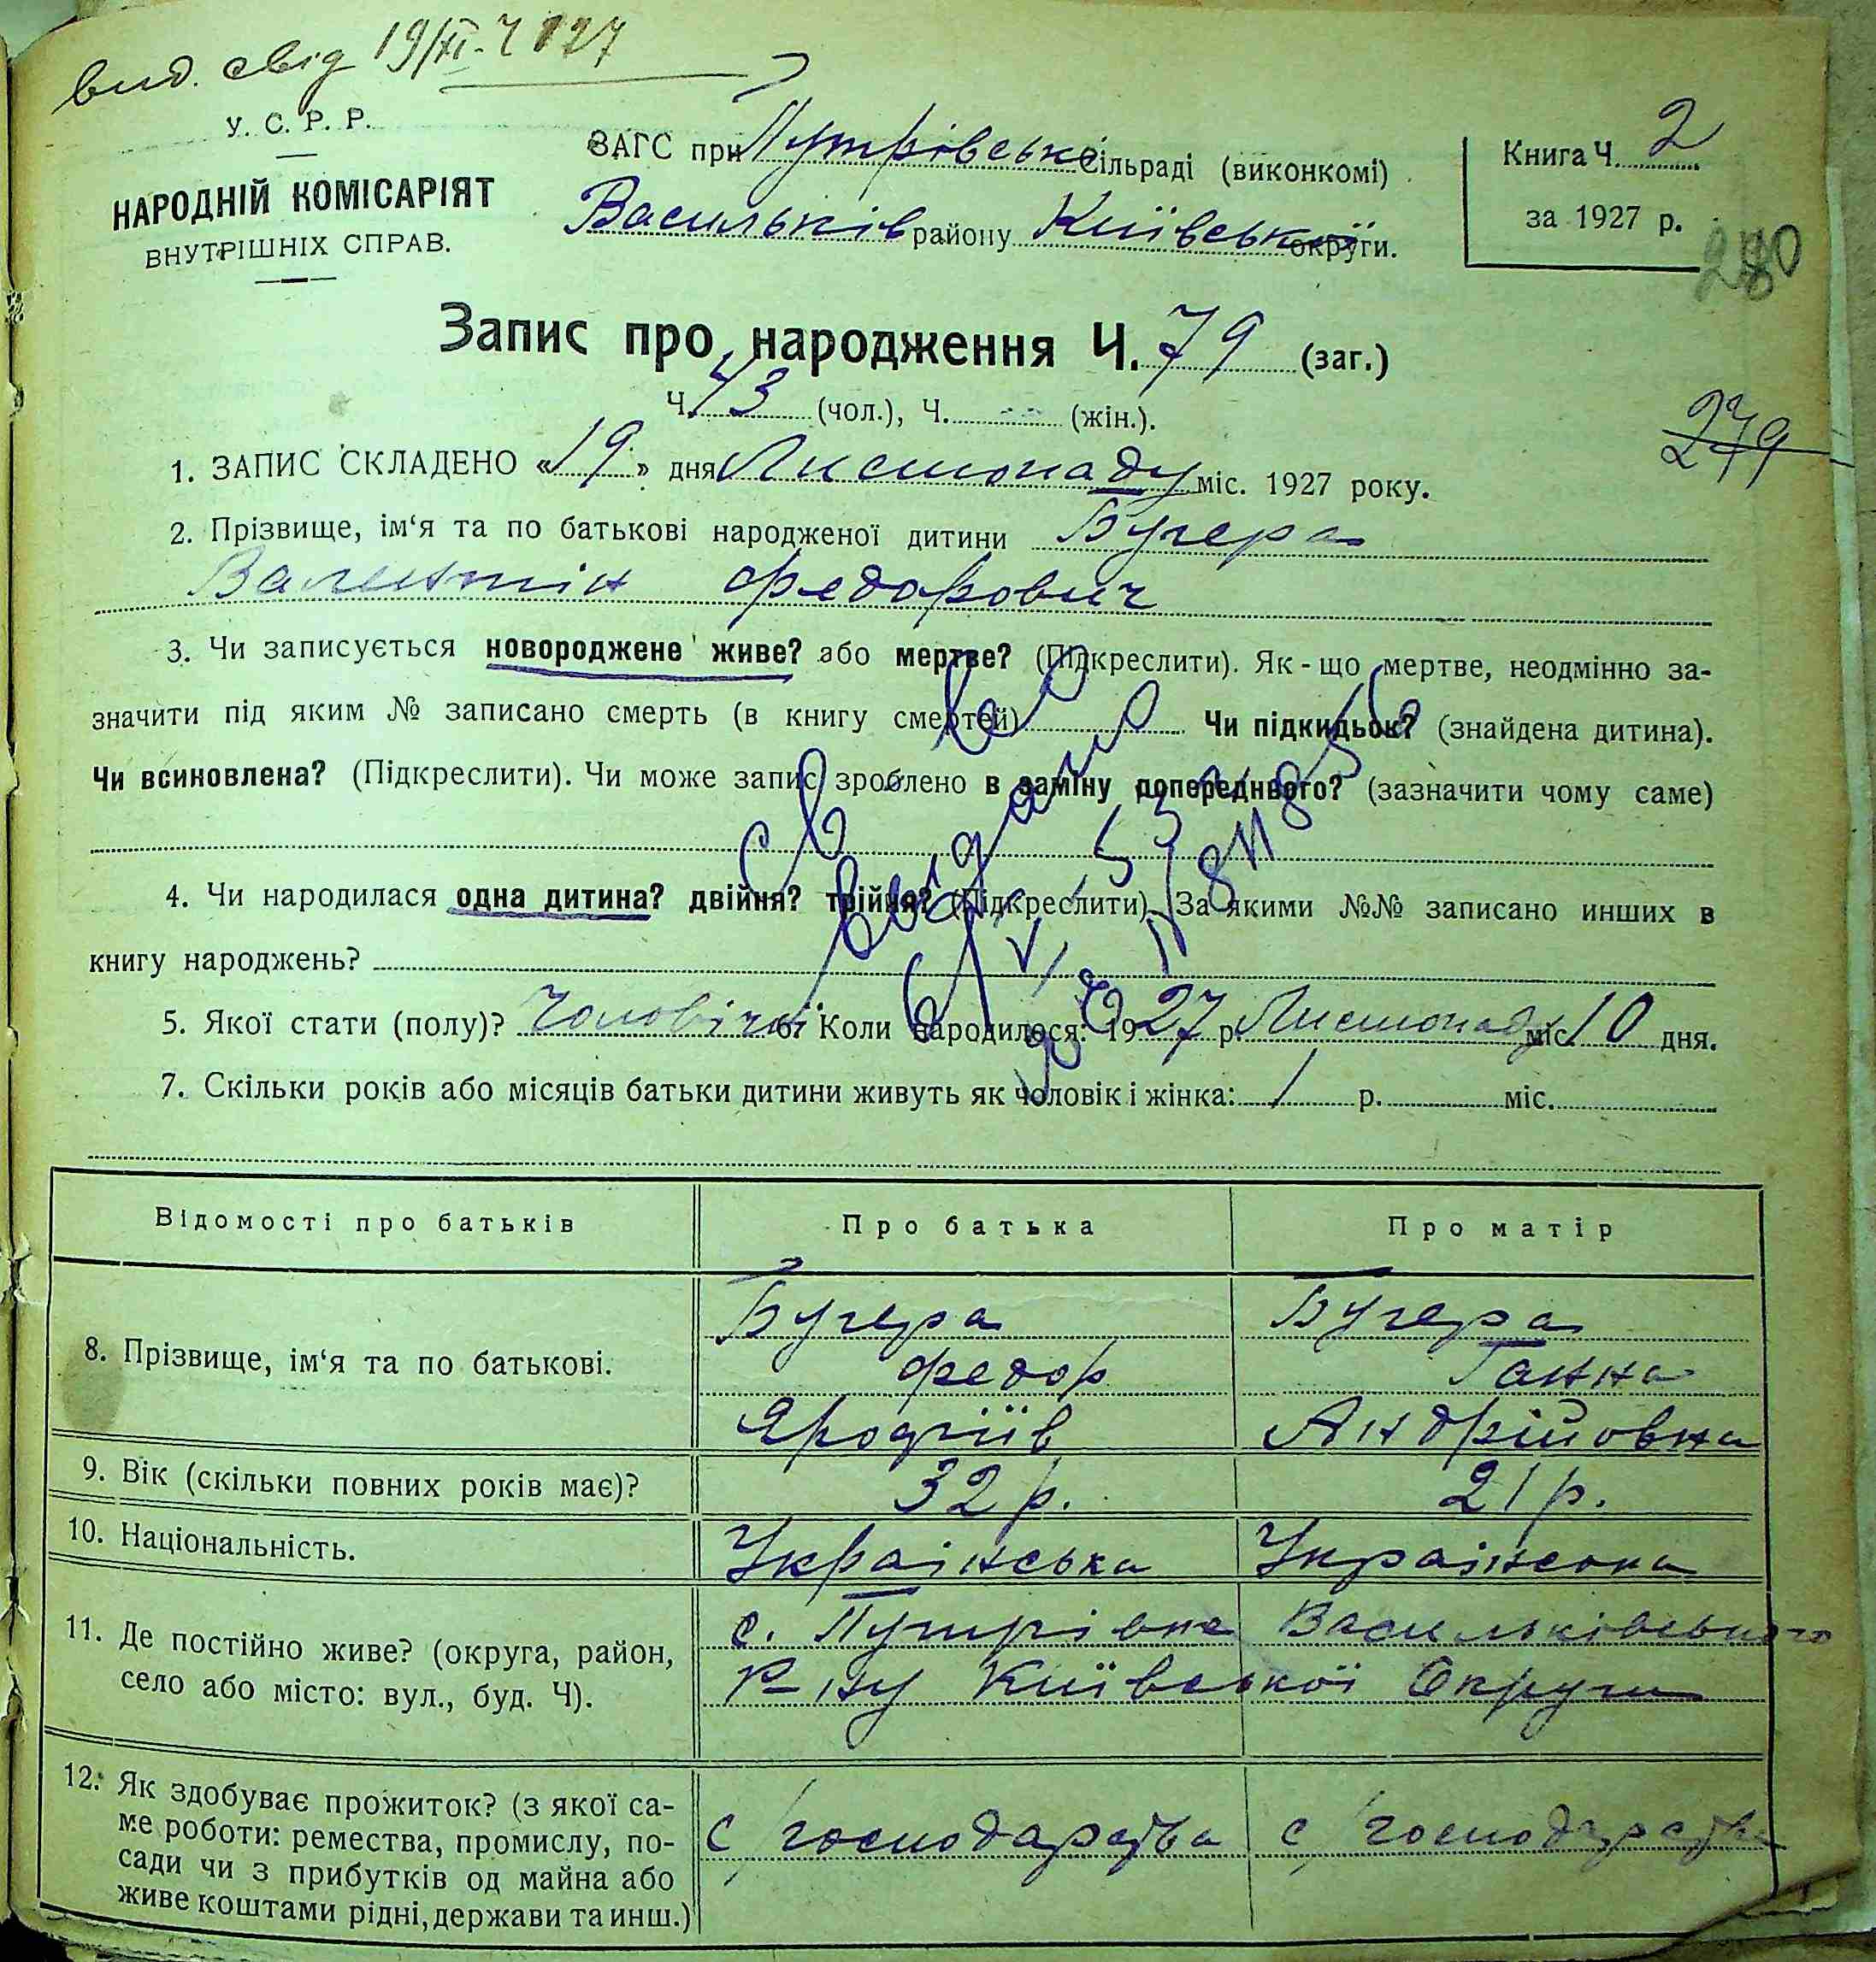 вид. свід 19/XI-2 127
У. С. Р. Р.
НАРОДНІЙ КОМІСАРІЯТ
ВНУТРІШНІХ СПРАВ.
ЗАГС при Путрівські сільраді (виконкомі)
Васильків району Київської округи.
Книга Ч. 2
за 1927 р.
280
Запис про народження Ч. 79 (заг.)
Ч. 43 (чол.), Ч. -- (жін.).
279
1. ЗАПИС СКЛАДЕНО «19» дня Листопаду міс. 1927 року.
2. Прізвище, ім‘я та по батькові народженої дитини Бугера
Валентін Федорович
3. Чи записується новороджене живе? або мертве? (Підкреслити). Як-що мертве, неодмінно за-
значити під яким № записано смерть (в книгу смертей) Чи підкидьок? (знайдена дитина).
Чи всиновлена? (Підкреслити). Чи може запис зроблено в заміну попереднього? (зазначити чому саме)
4. Чи народилася одна дитина? двійня? трійня? (Підкреслити). За якими №№ записано инших в
книгу народжень?
5. Якої стати (полу)? Чоловічої 6. Коли народилося: 1927 р. Листопаду міс. 10 дня.
7. Скільки років або місяців батьки дитини живуть як чоловік і жінка: 1 р. міс.
Відомості про батьків Про батька Про матір
8. Прізвище, ім‘я та по батькові.
Бугера Бугера
Федор Ганна
Андрійовна
9. Вік (скільки повних років має)? 32 р. 21 р.
10. Національність. Українська Українська
11. Де постійно живе? (округа, район,
село або місто: вул., буд. Ч).
с. Путрівка Васильківського
Р-ну Київської Округи
12. Як здобуває прожиток? (з якої са-
ме роботи: ремества, промислу, по-
сади чи з прибутків од майна або
живе коштами рідні, держави та инш.)
с/господарства с/господарства